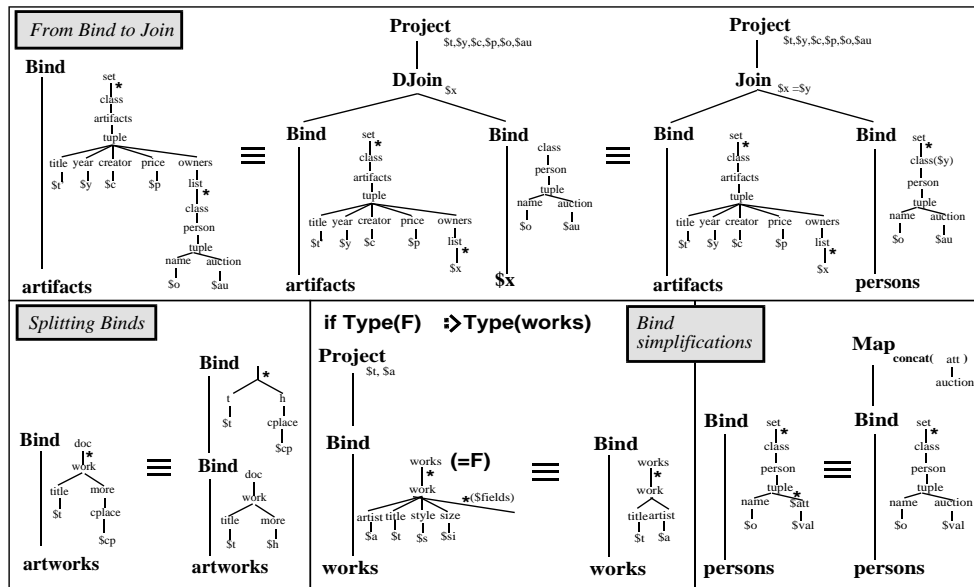 From Bind to Join
Bind
set
*
class
artifacts
tuple
title year creator price owners
$t $y $c $p list
*
class
person
tuple
name auction
$o $au
artifacts
≡
Project
$t,$y,$c,$p,$o,$au
DJoin
$x
Bind
set
*
class
artifacts
tuple
title year creator price owners
$t $y $c $p list
*
$x
artifacts
Bind
class
person
tuple
name auction
$o $au
$x
≡
Project
$t,$y,$c,$p,$o,$au
Join
$x =$y
Bind
set
*
class
artifacts
tuple
title year creator price owners
$t $y $c $p list
*
$x
artifacts
Bind
set
*
class($y)
person
tuple
name auction
$o $au
persons
Splitting Binds
Bind
doc
*
work
title more
$t cplace
$cp
artworks
≡
Bind
*
t h
$t cplace
$cp
Bind
doc
work
title more
$t $h
artworks
if Type(F) :> Type(works)
Bind
simplifications
Project
$t, $a
Bind
works (=F)
*
work
*($fields)
artist title style size
$a $t $s $si
works
≡
Bind
works
*
work
title artist
$t $a
works
Bind
set
*
class
person
tuple
*
name $att
$o $val
persons
≡
Map
concat( att )
auction
Bind
set
*
class
person
tuple
name auction
$o $val
persons